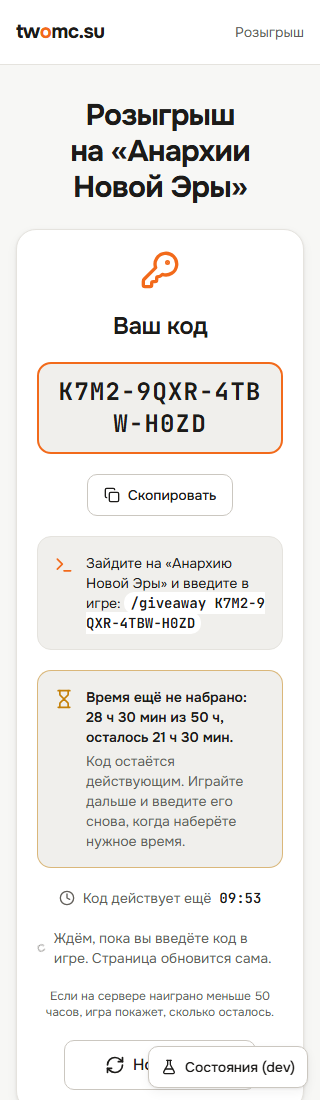 twomc.su
Розыгрыш
Розыгрыш
на «Анархии
Новой Эры»
Ваш код
K7M2-9QXR-4TB
W-H0ZD
Скопировать
Зайдите на «Анархию
Новой Эры» и введите в
игре: /giveaway K7M2-9
QXR-4TBW-H0ZD
Время ещё не набрано:
28 ч 30 мин из 50 ч,
осталось 21 ч 30 мин.
Код остаётся
действующим. Играйте
дальше и введите его
снова, когда наберёте
нужное время.
Код действует ещё 09:53
Ждём, пока вы введёте код в
игре. Страница обновится сама.
Если на сервере наиграно меньше 50
часов, игра покажет, сколько осталось.
Состояния (dev)